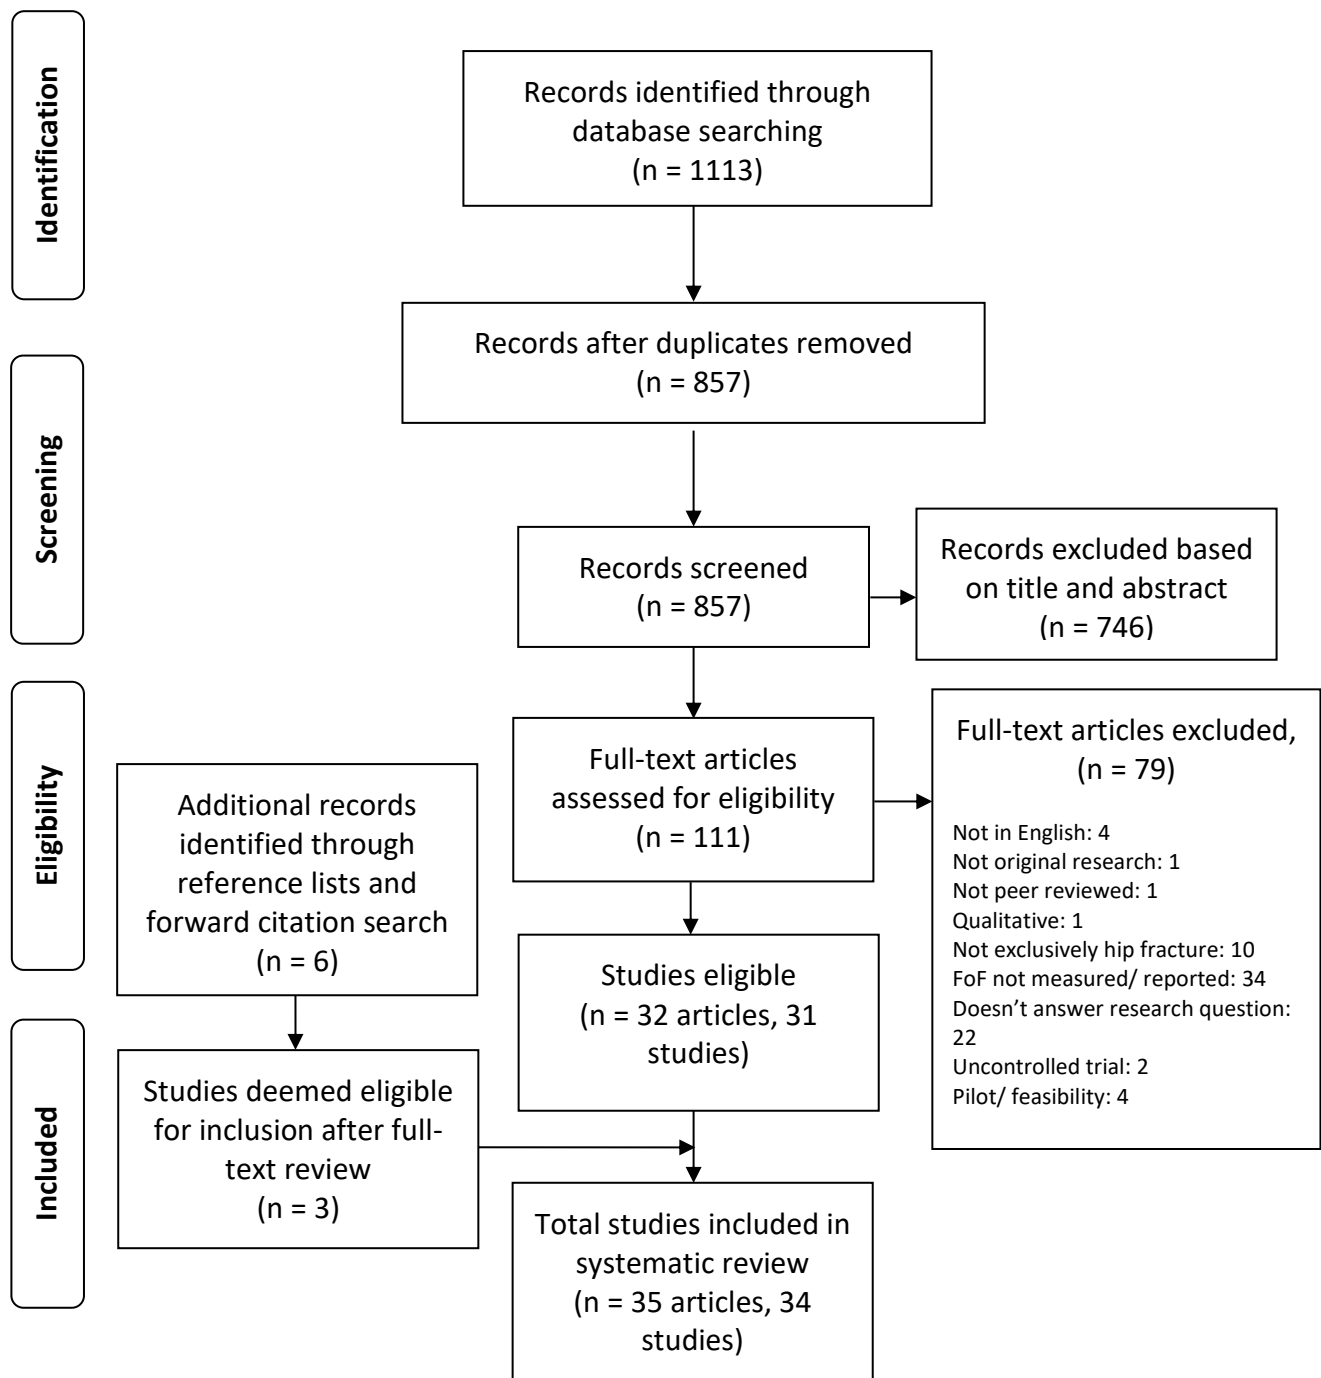 Identification
Records identified through
database searching
(n = 1113)
Records after duplicates removed
(n = 857)
Screening
Records screened
(n = 857)
Records excluded based
on title and abstract
(n = 746)
Eligibility
Full-text articles
assessed for eligibility
(n = 111)
Full-text articles excluded,
(n = 79)
Not in English: 4
Not original research: 1
Not peer reviewed: 1
Qualitative: 1
Not exclusively hip fracture: 10
FoF not measured/ reported: 34
Doesn’t answer research question:
22
Uncontrolled trial: 2
Pilot/ feasibility: 4
Additional records
identified through
reference lists and
forward citation search
(n = 6)
Studies eligible
(n = 32 articles, 31
studies)
Included
Studies deemed eligible
for inclusion after full-
text review
(n = 3)
Total studies included in
systematic review
(n = 35 articles, 34
studies)